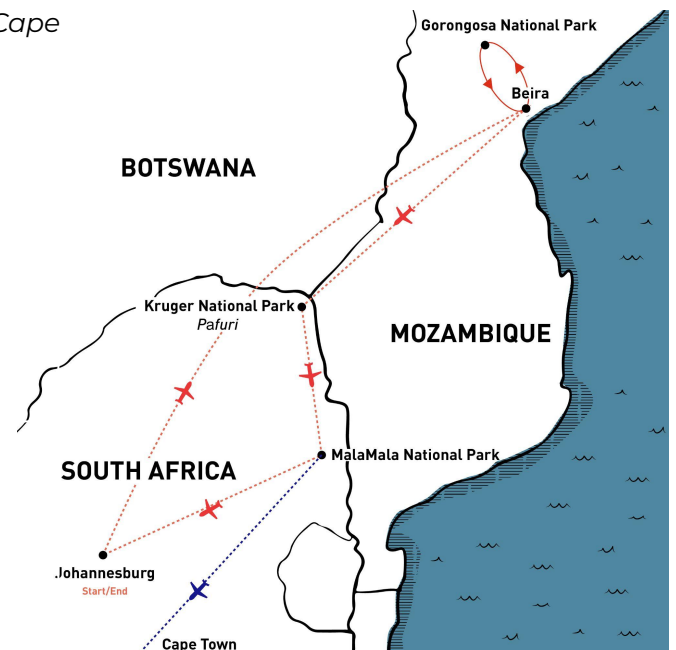 Cape
Gorongosa National Park
Beira
BOTSWANA
Kruger National Park
Pafuri
MOZAMBIQUE
MalaMala National Park
SOUTH AFRICA
Johannesburg
Start/End
Cape Town